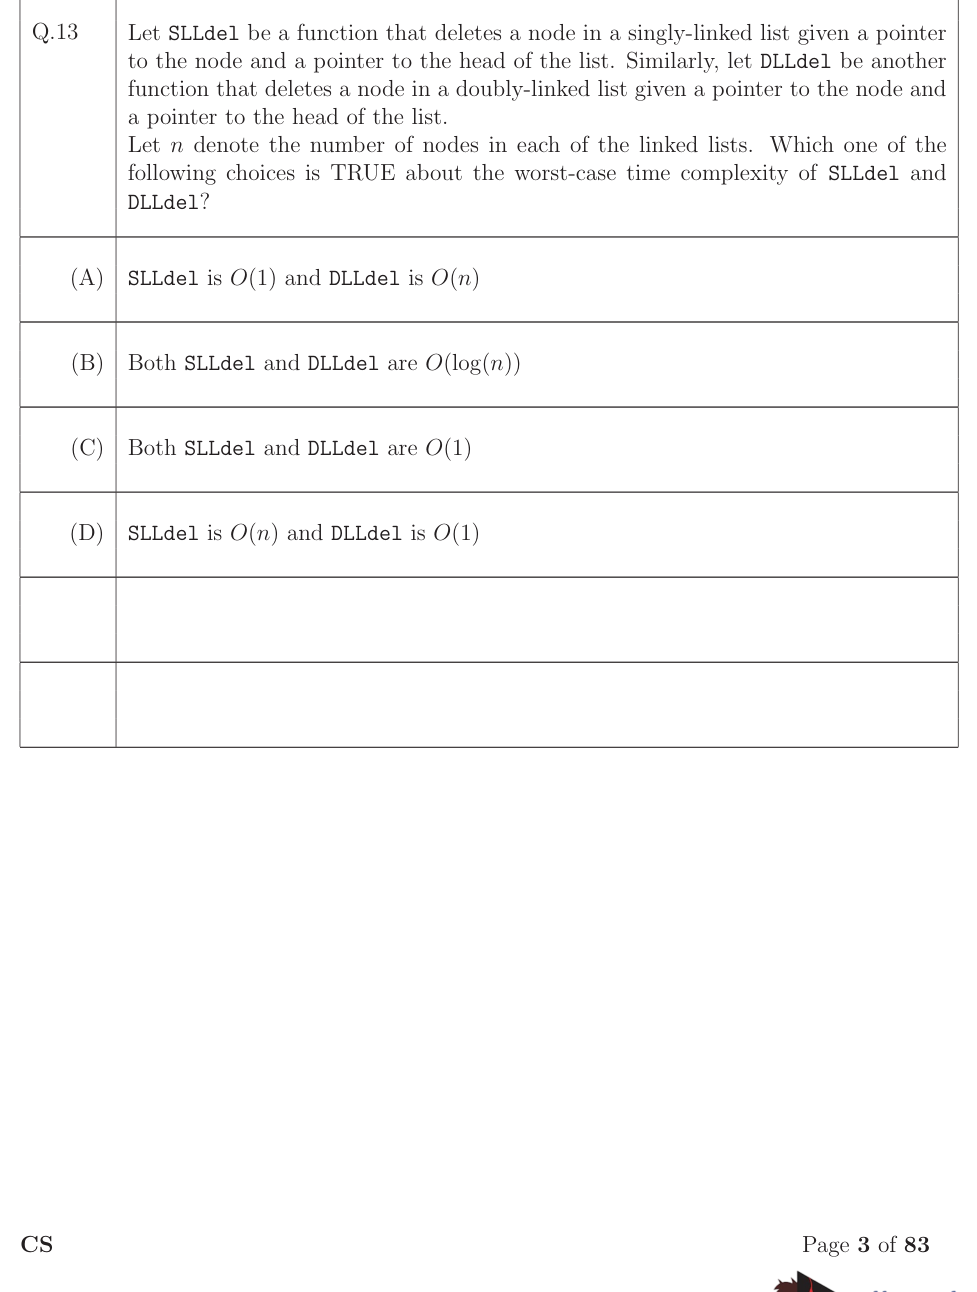 Q.13 Let SLLdel be a function that deletes a node in a singly-linked list given a pointer
to the node and a pointer to the head of the list. Similarly, let DLLdel be another
function that deletes a node in a doubly-linked list given a pointer to the node and
a pointer to the head of the list.
Let n denote the number of nodes in each of the linked lists. Which one of the
following choices is TRUE about the worst-case time complexity of SLLdel and
DLLdel?
(A) SLLdel is O(1) and DLLdel is O(n)
(B) Both SLLdel and DLLdel are O(log(n))
(C) Both SLLdel and DLLdel are O(1)
(D) SLLdel is O(n) and DLLdel is O(1)
CS Page 3 of 83